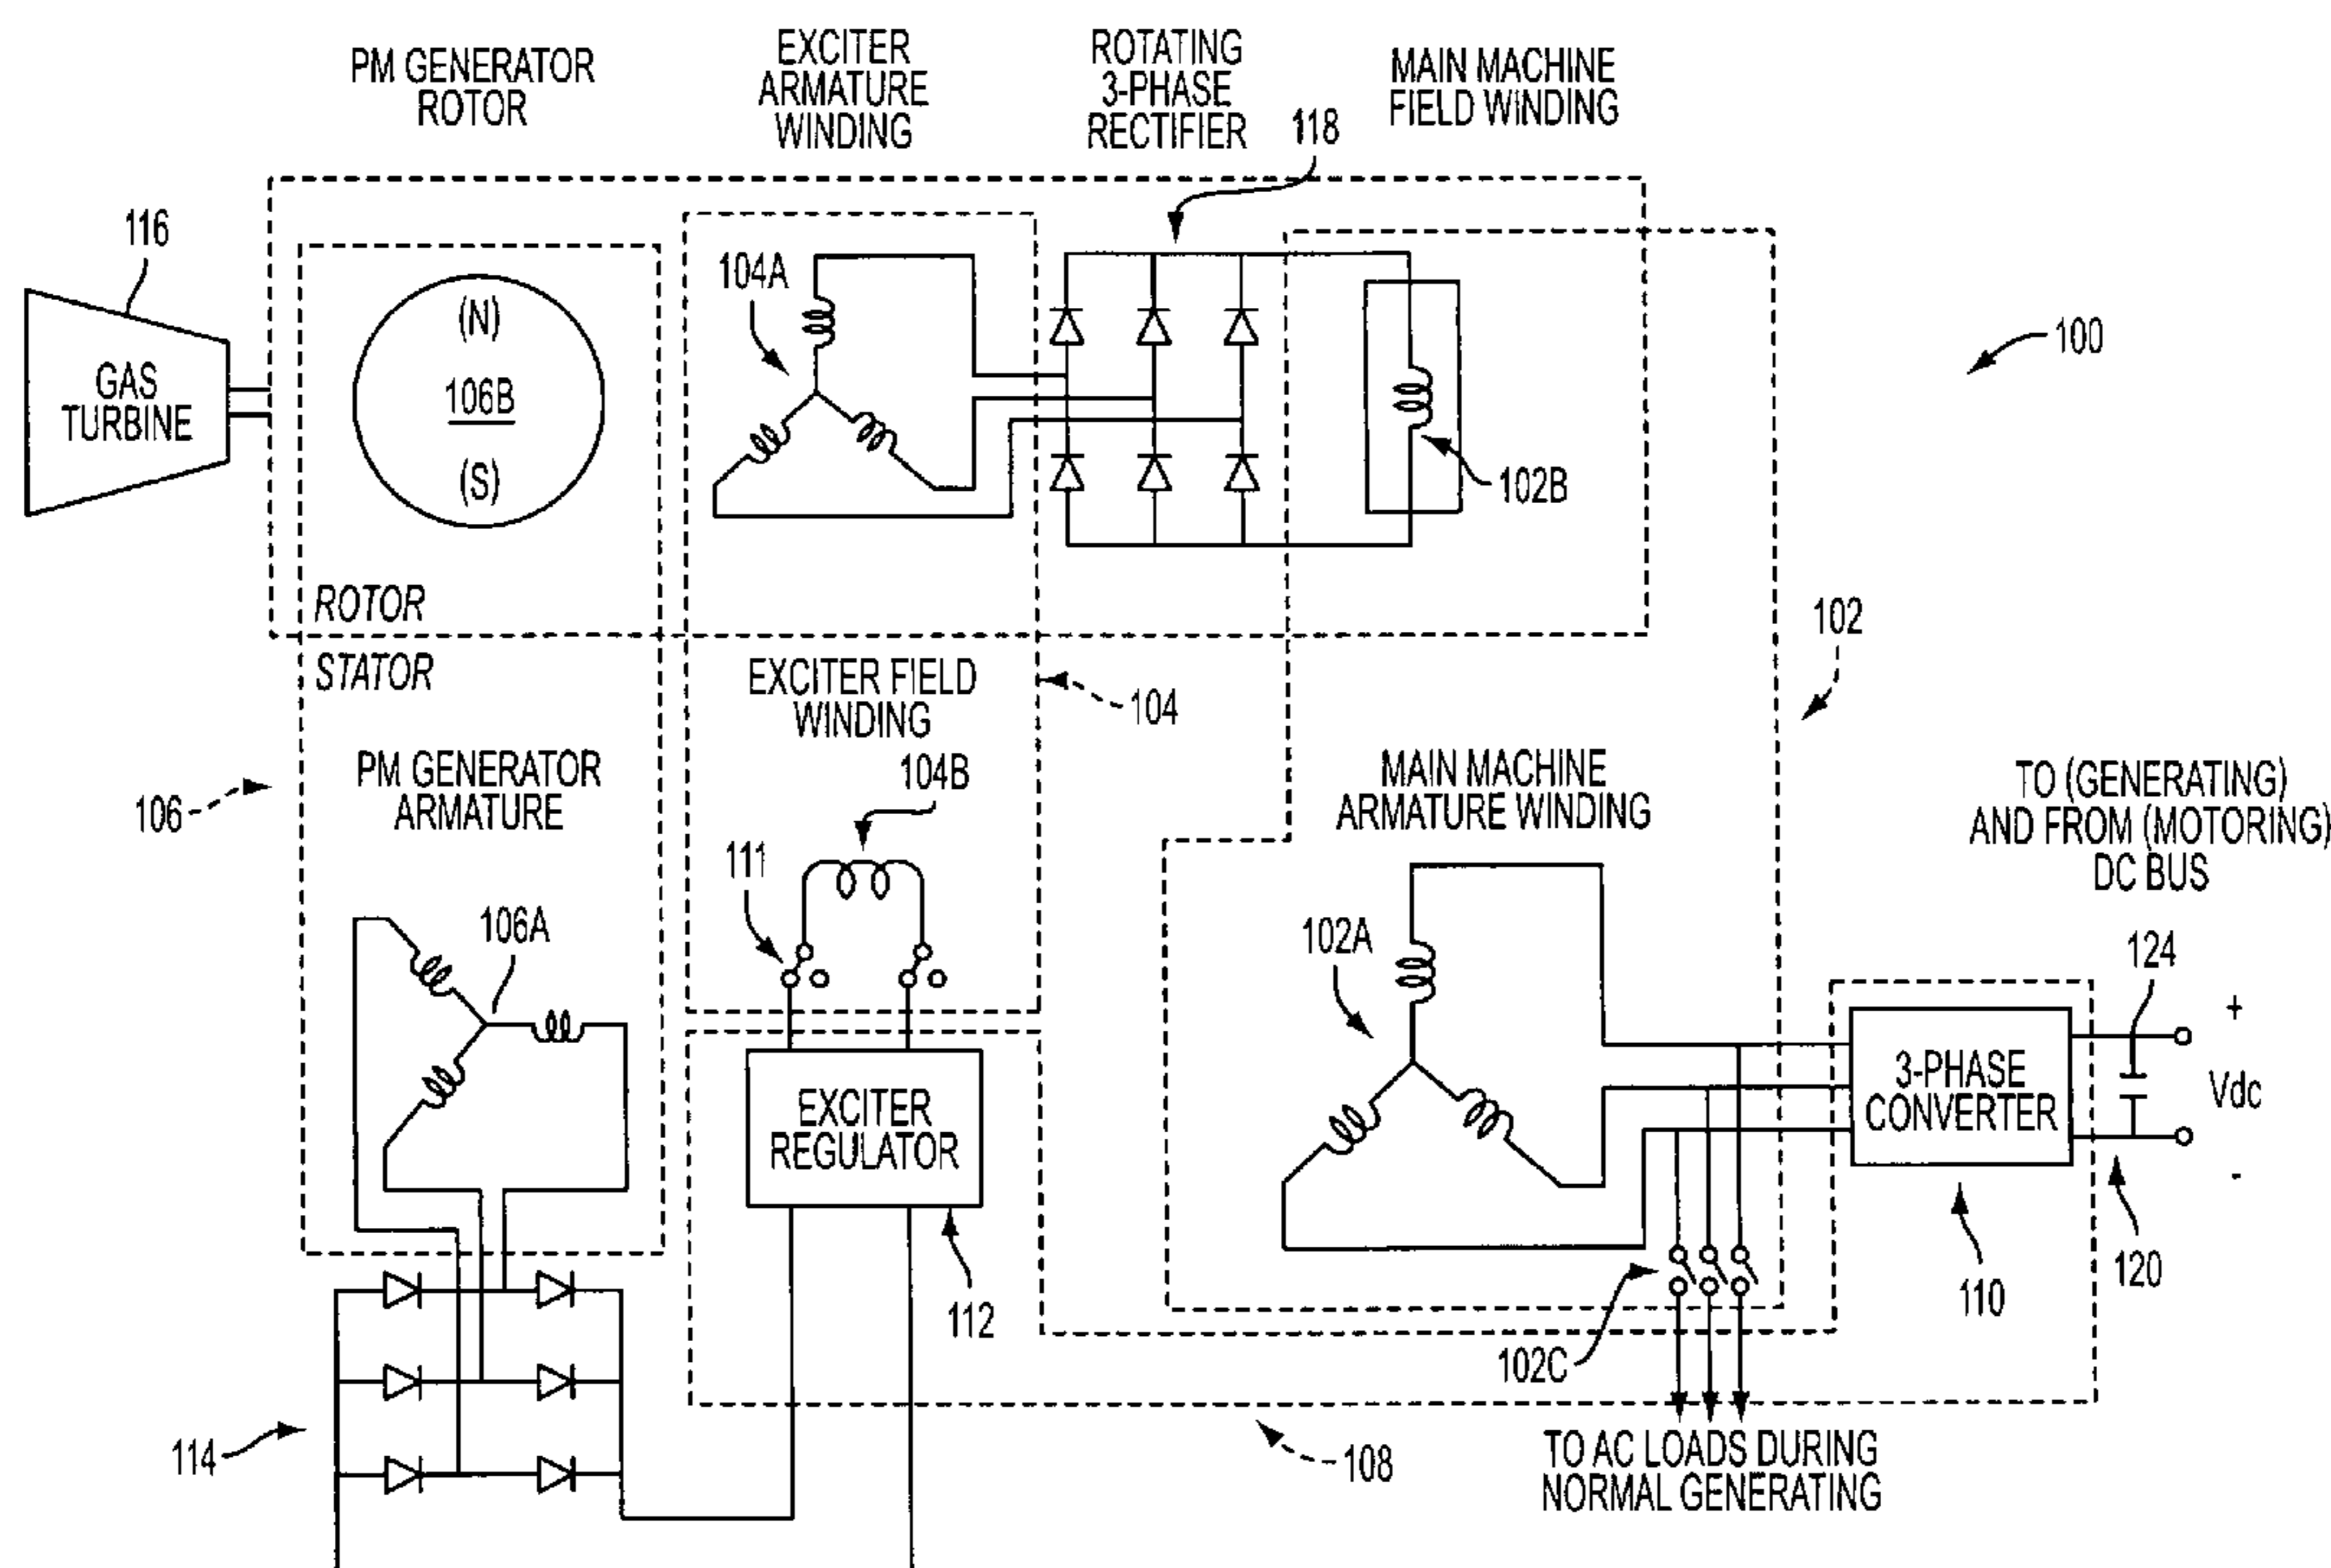 PM GENERATOR
ROTOR
EXCITER
ARMATURE
WINDING
ROTATING
3-PHASE
RECTIFIER
118
MAIN MACHINE
FIELD WINDING
116
GAS
TURBINE
(N)
106B
(S)
104A
102B
100
ROTOR
STATOR
EXCITER FIELD
WINDING
104
102
106
PM GENERATOR
ARMATURE
104B
111
MAIN MACHINE
ARMATURE WINDING
TO (GENERATING)
AND FROM (MOTORING)
DC BUS
106A
102A
124
+
Vdc
-
3-PHASE
CONVERTER
EXCITER
REGULATOR
112
110
120
102C
114
108
TO AC LOADS DURING
NORMAL GENERATING